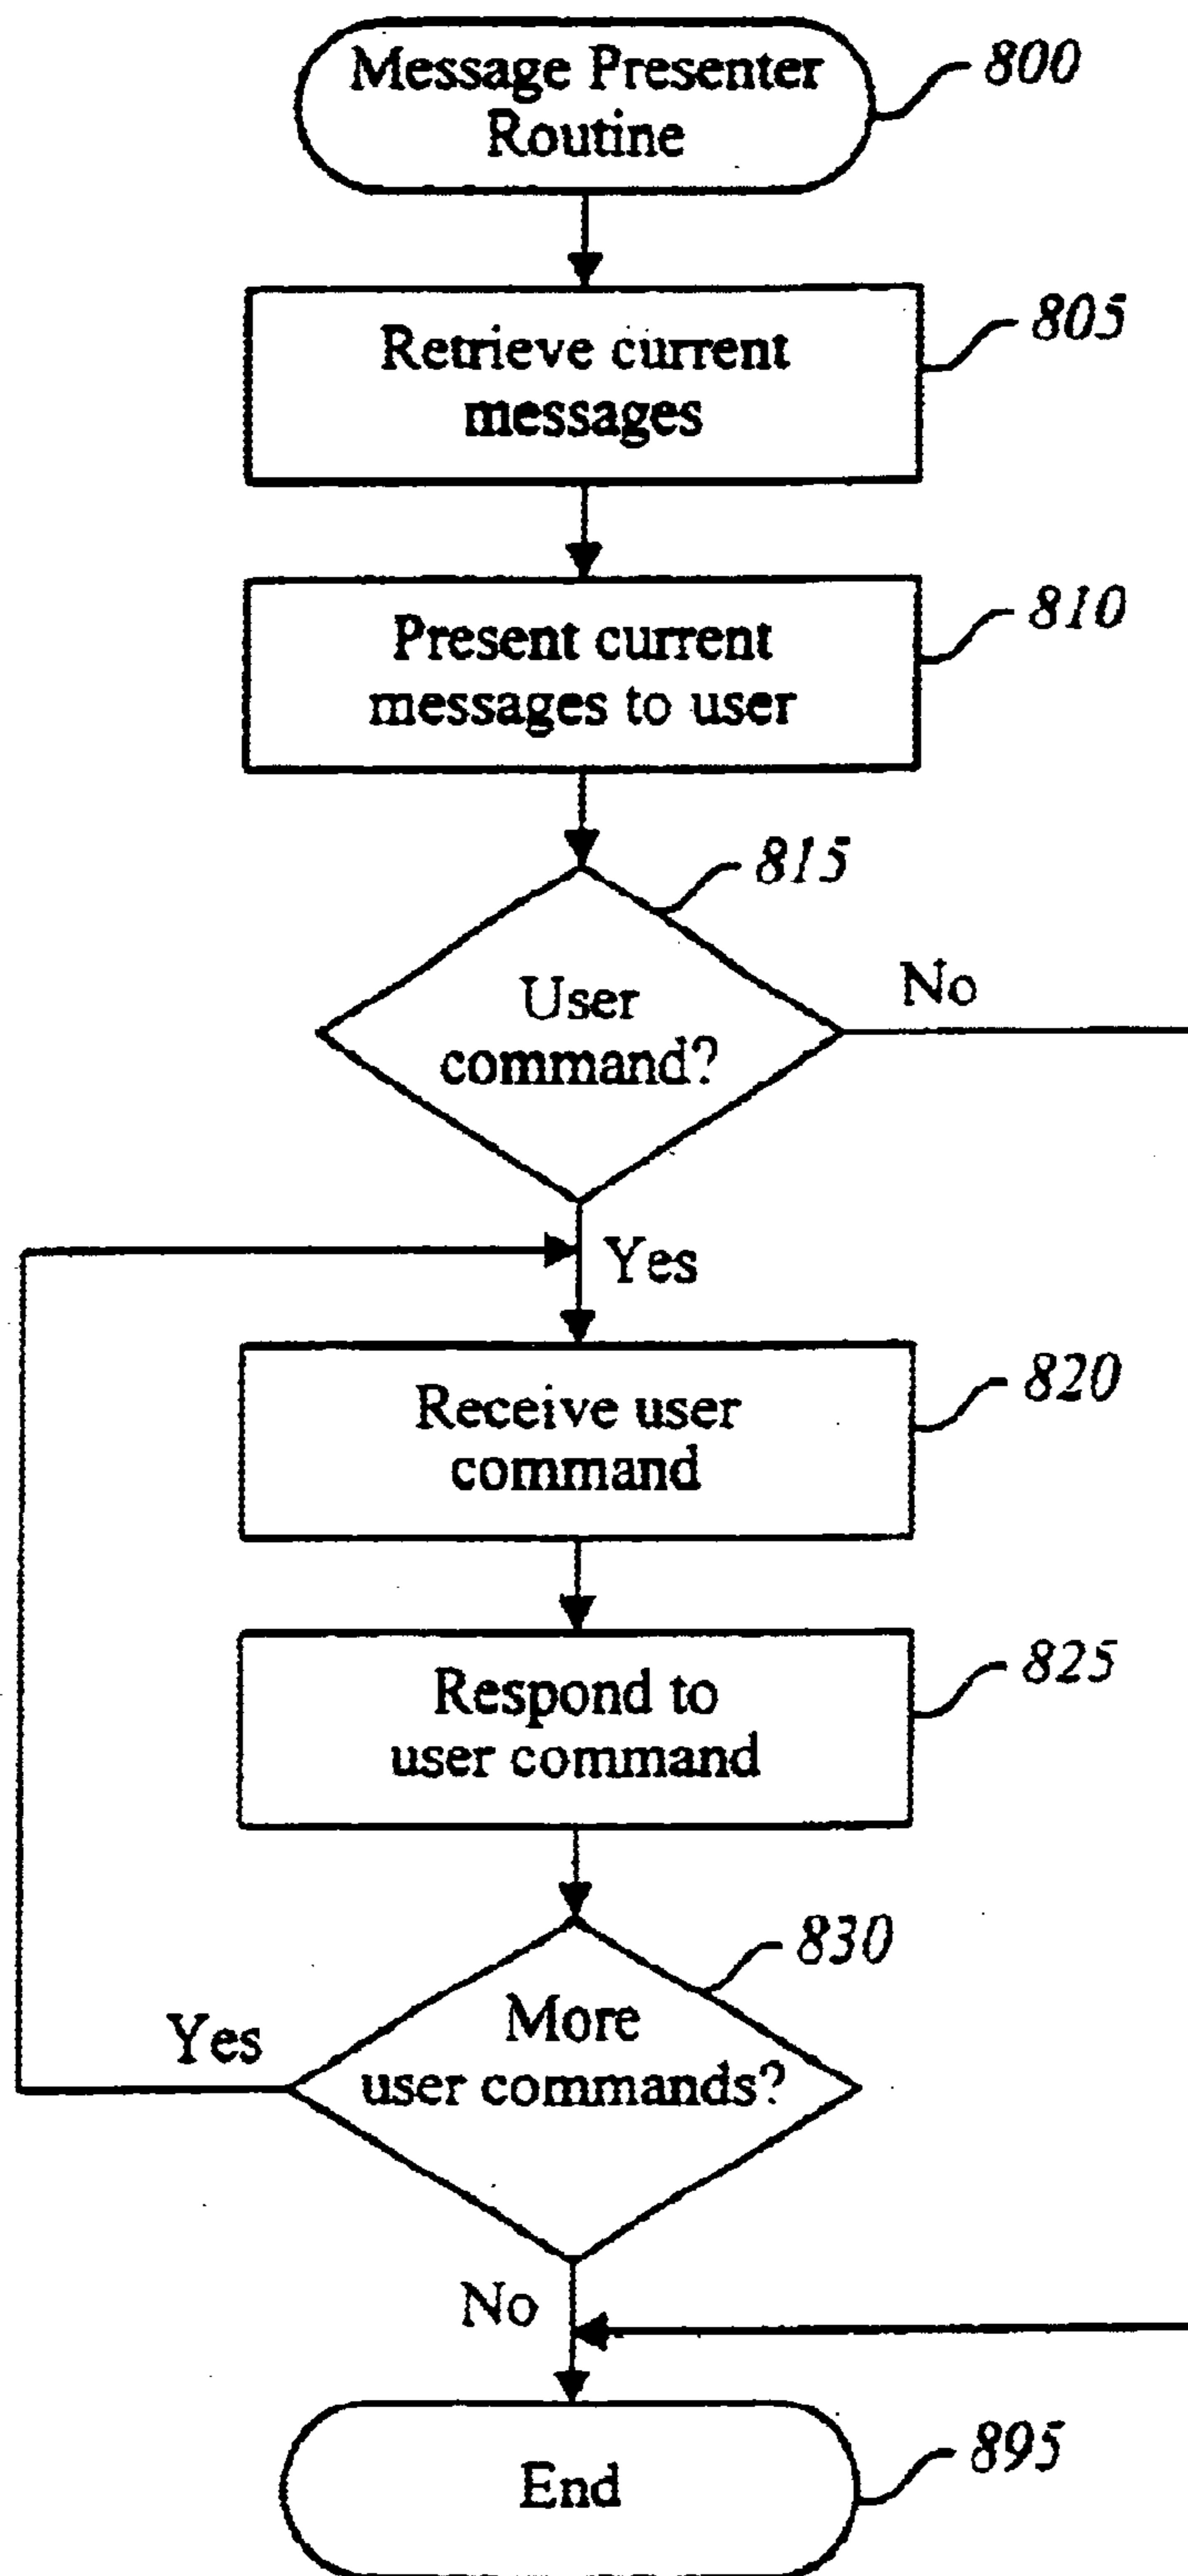 Message Presenter
Routine
800
Retrieve current
messages
805
Present current
messages to user
810
815
User
command?
No
Yes
Receive user
command
820
Respond to
user command
825
830
More
user commands?
Yes
No
End
895